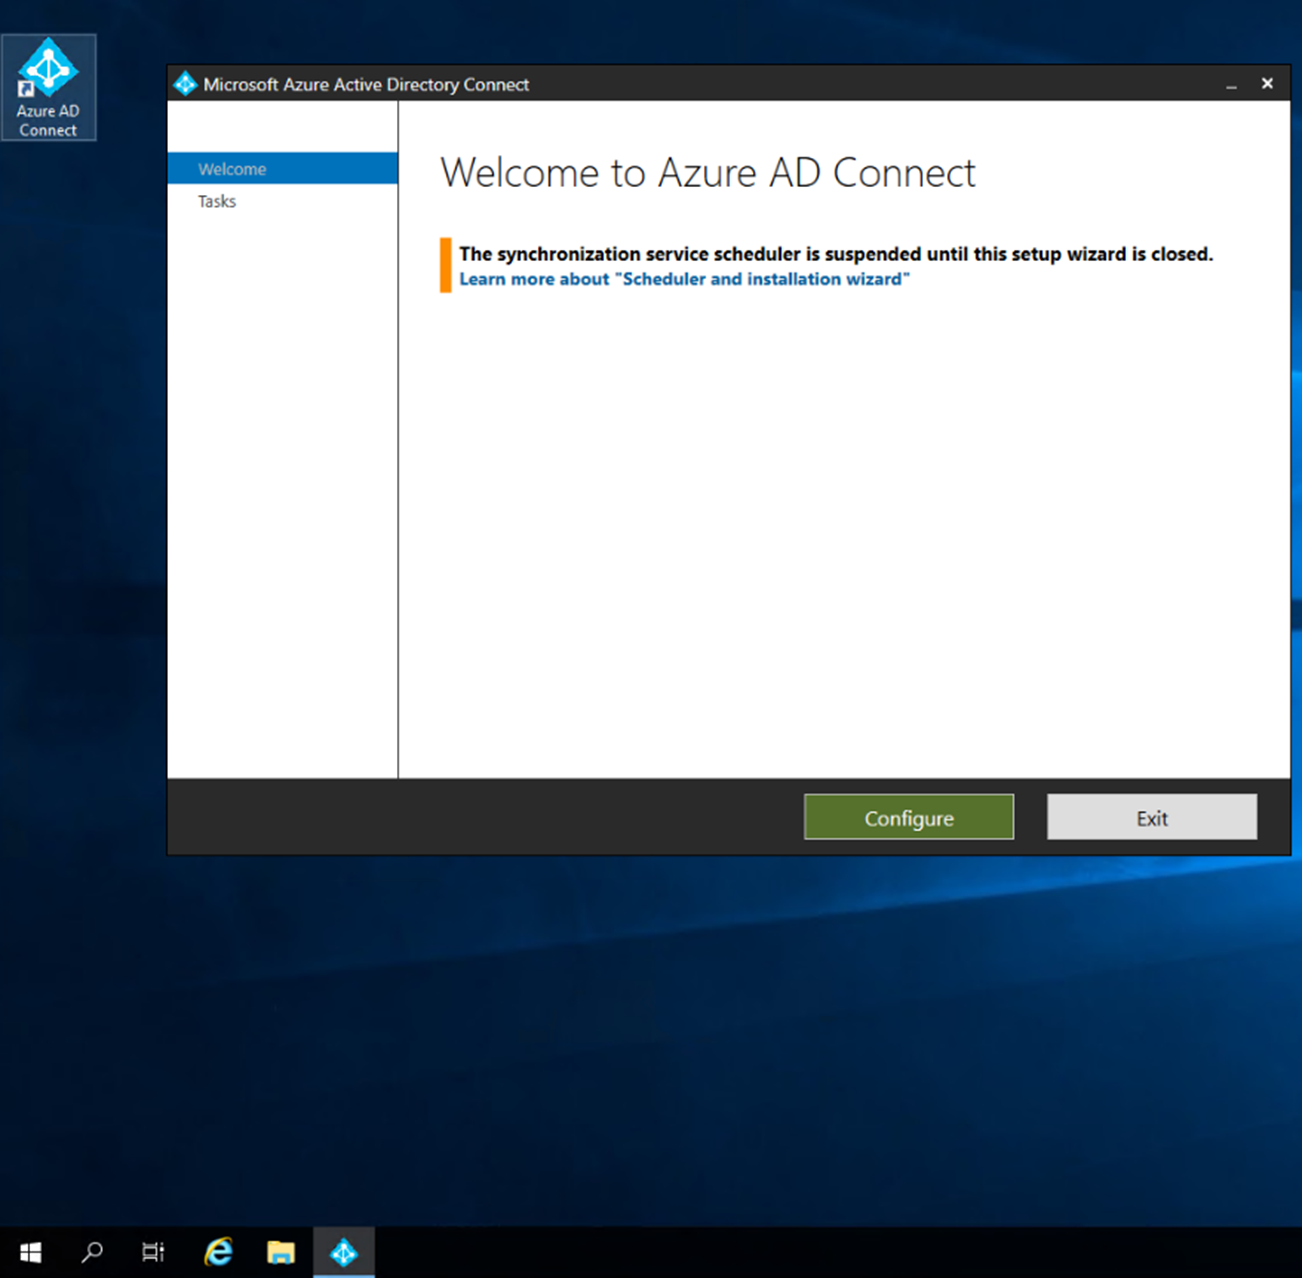 Azure AD
Connect
Microsoft Azure Active Directory Connect
Welcome
Tasks
Welcome to Azure AD Connect
The synchronization service scheduler is suspended until this setup wizard is closed.
Learn more about "Scheduler and installation wizard"
Configure
Exit